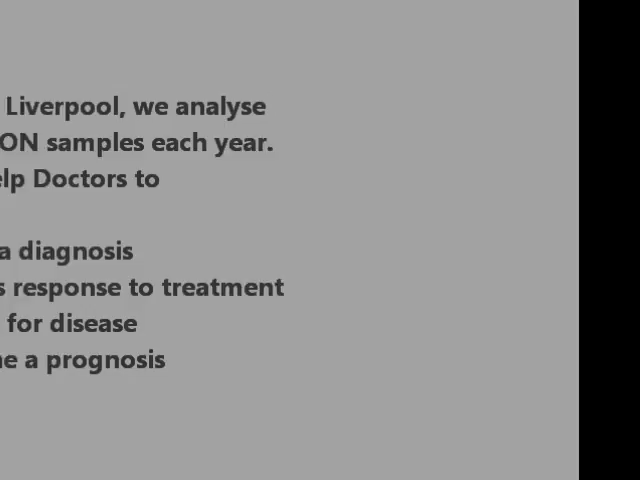 Liverpool, we analyse
ON samples each year.
elp Doctors to
a diagnosis
s response to treatment
for disease
e a prognosis